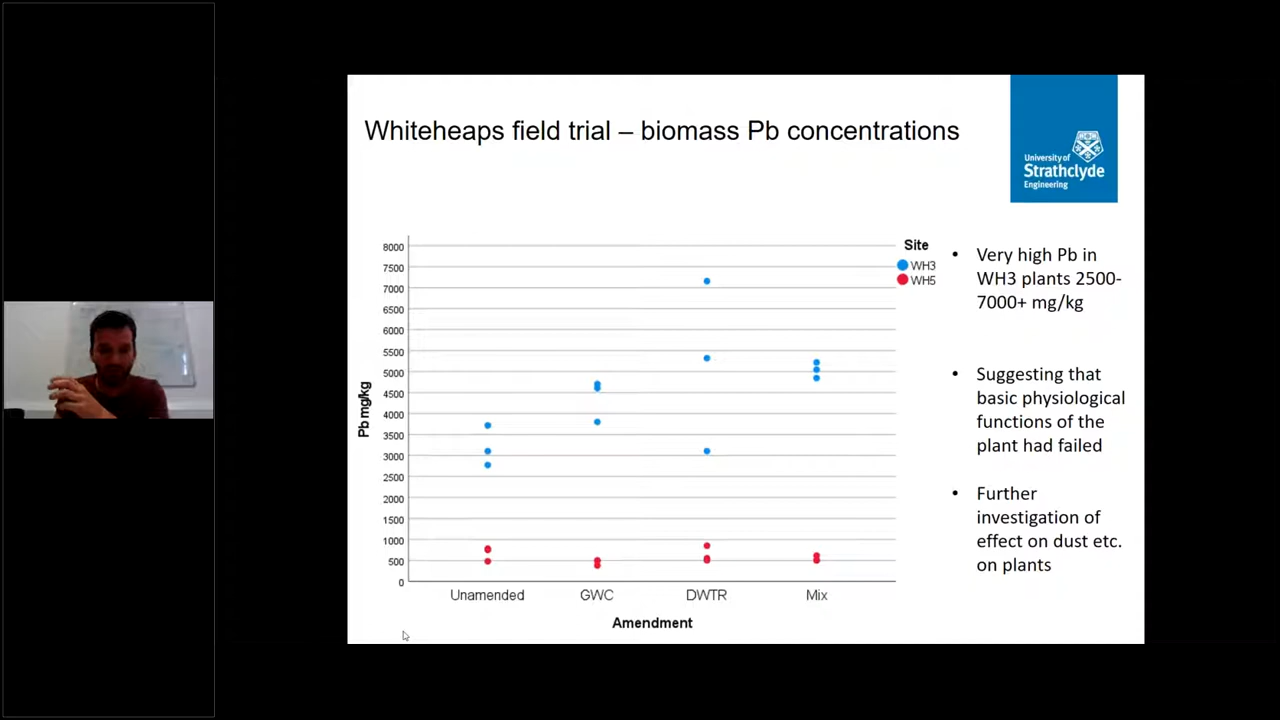 Whiteheaps field trial – biomass Pb concentrations
University of
Strathclyde
Engineering
8000
7500
7000
6500
6000
5500
5000
4500
4000
3500
3000
2500
2000
1500
1000
500
0
Pb mg/kg
Unamended GWC DWTR Mix
Amendment
Site
WH3
WH5
• Very high Pb in
WH3 plants 2500-
7000+ mg/kg
• Suggesting that
basic physiological
functions of the
plant had failed
• Further
investigation of
effect on dust etc.
on plants